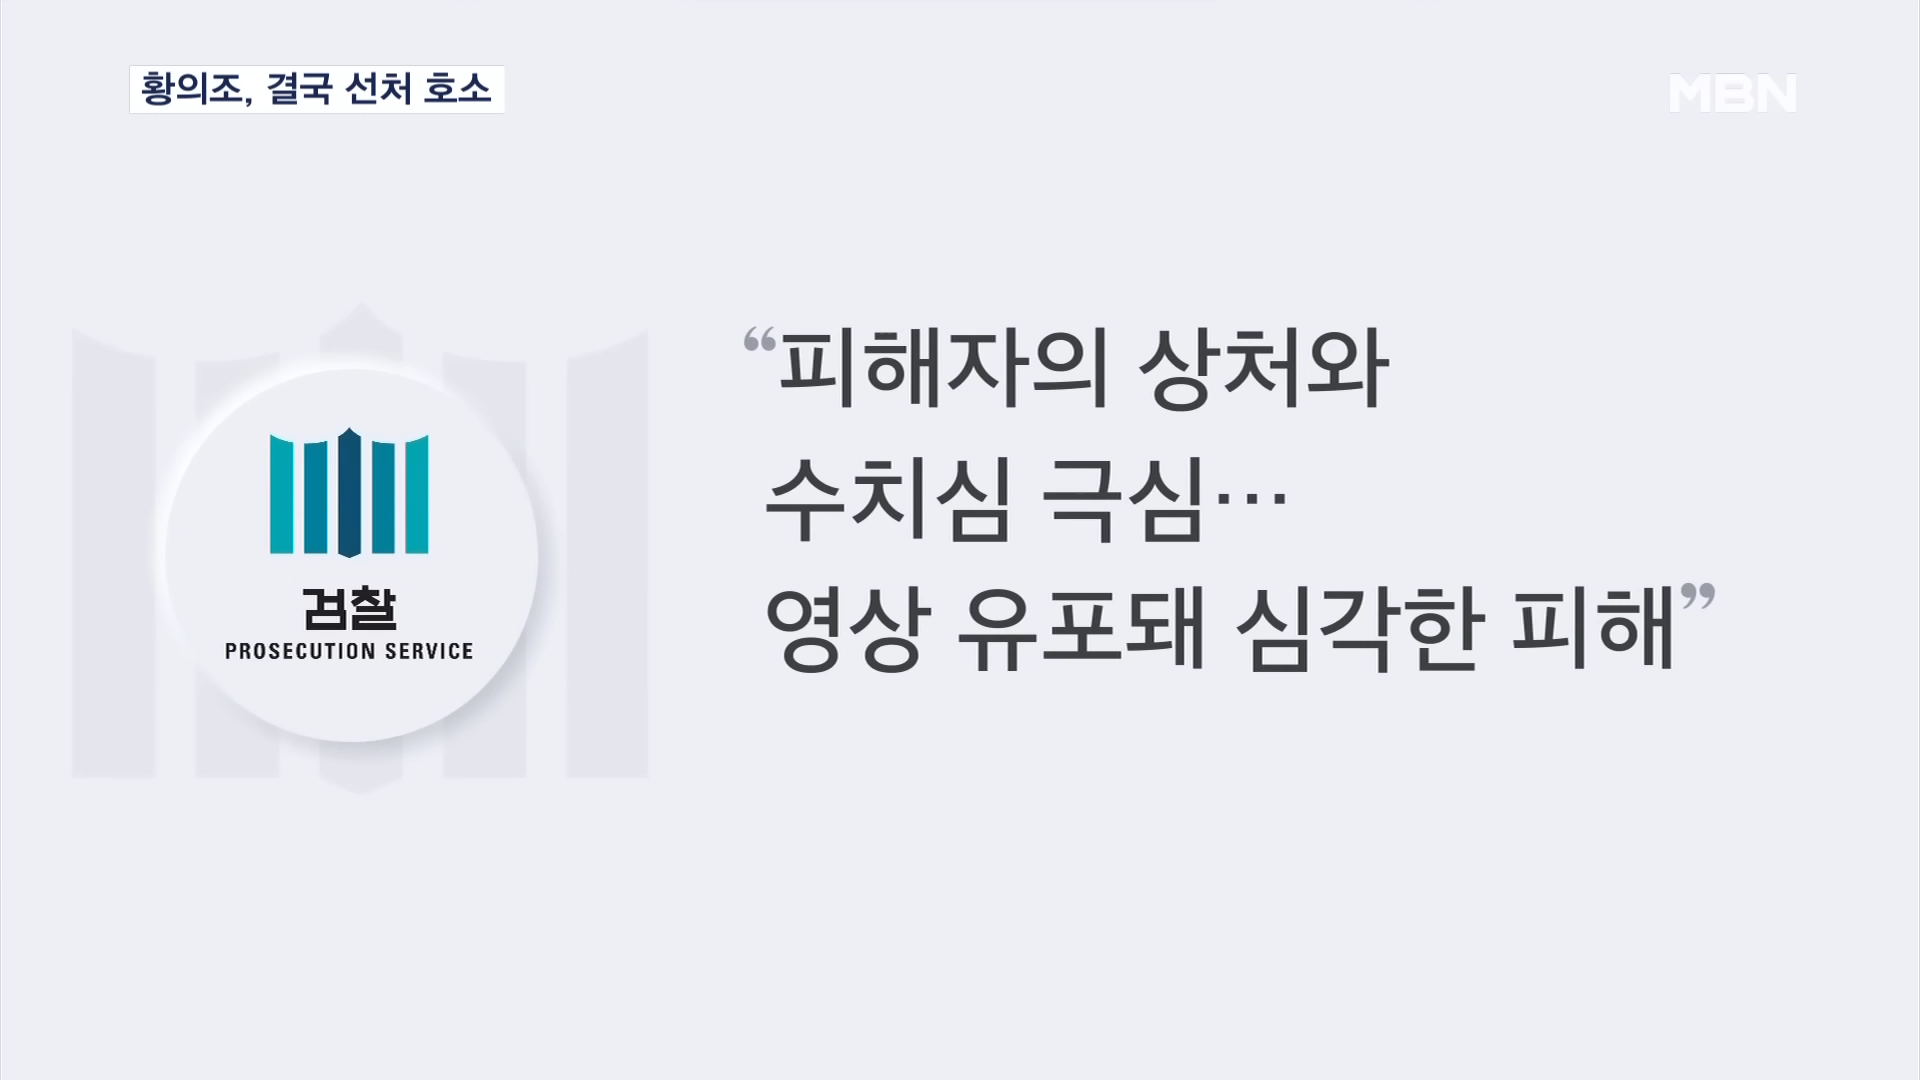 황의조, 결국 선처 호소
MBN
“피해자의 상처와
수치심 극심…
영상 유포돼 심각한 피해”
검찰
PROSECUTION SERVICE